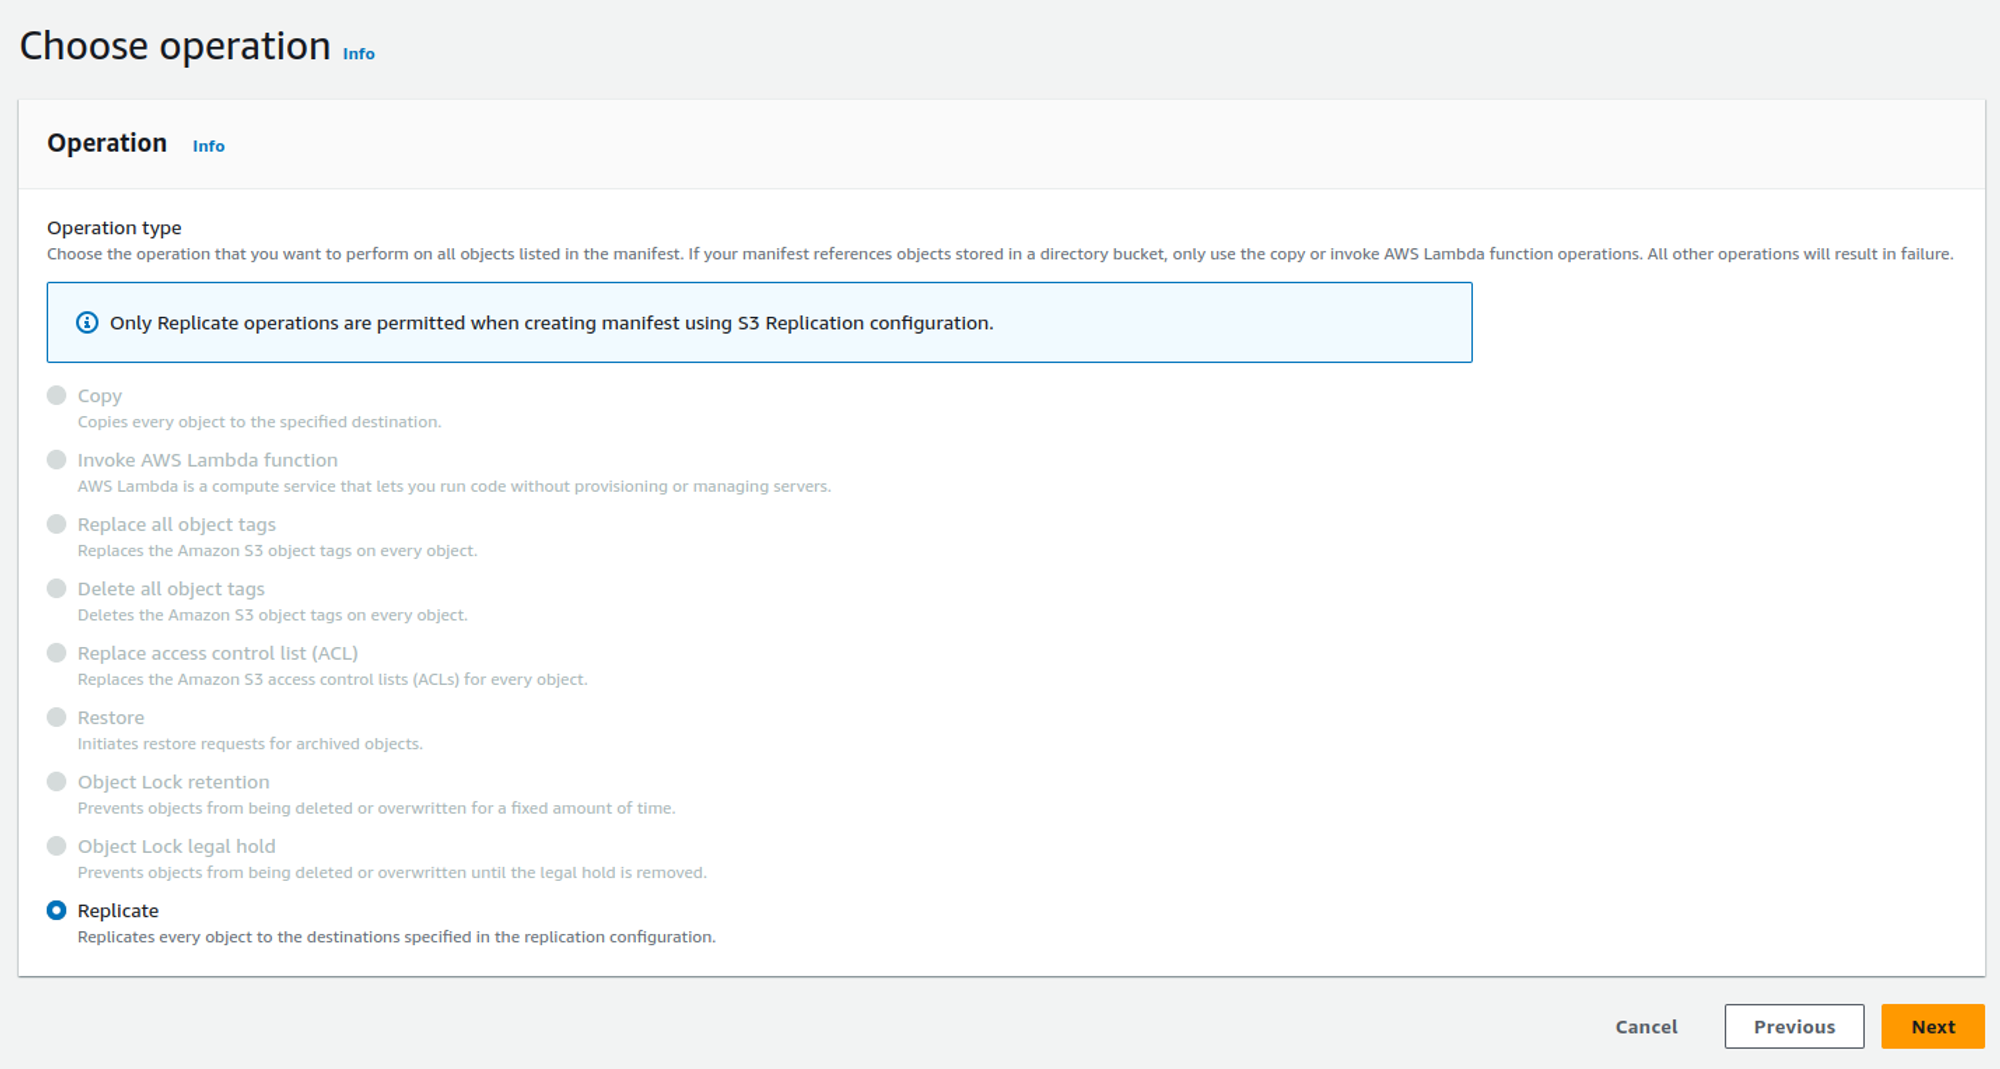 Choose operation Info
Operation Info
Operation type
Choose the operation that you want to perform on all objects listed in the manifest. If your manifest references objects stored in a directory bucket, only use the copy or invoke AWS Lambda function operations. All other operations will result in failure.
Only Replicate operations are permitted when creating manifest using S3 Replication configuration.
Copy
Copies every object to the specified destination.
Invoke AWS Lambda function
AWS Lambda is a compute service that lets you run code without provisioning or managing servers.
Replace all object tags
Replaces the Amazon S3 object tags on every object.
Delete all object tags
Deletes the Amazon S3 object tags on every object.
Replace access control list (ACL)
Replaces the Amazon S3 access control lists (ACLs) for every object.
Restore
Initiates restore requests for archived objects.
Object Lock retention
Prevents objects from being deleted or overwritten for a fixed amount of time.
Object Lock legal hold
Prevents objects from being deleted or overwritten until the legal hold is removed.
Replicate
Replicates every object to the destinations specified in the replication configuration.
Cancel Previous Next